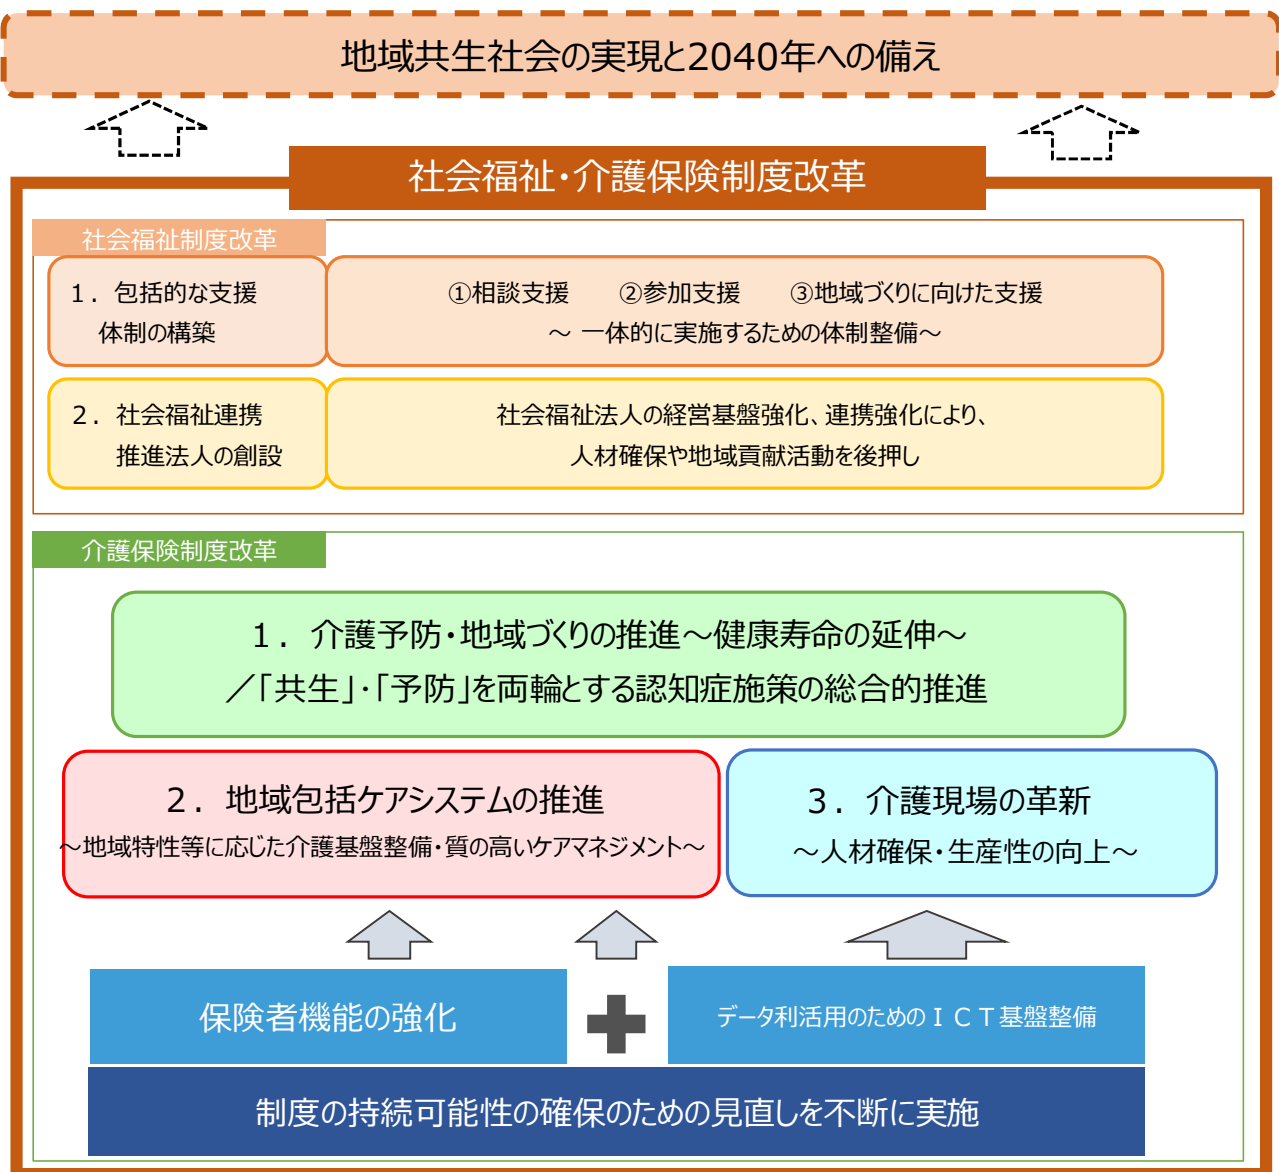 地域共生社会の実現と2040年への備え
社会福祉・介護保険制度改革
社会福祉制度改革
１．包括的な支援
体制の構築
①相談支援　②参加支援　③地域づくりに向けた支援
～ 一体的に実施するための体制整備～
２．社会福祉連携
推進法人の創設
社会福祉法人の経営基盤強化、連携強化により、
人材確保や地域貢献活動を後押し
介護保険制度改革
１．介護予防・地域づくりの推進～健康寿命の延伸～
／「共生」・「予防」を両輪とする認知症施策の総合的推進
２．地域包括ケアシステムの推進
～地域特性等に応じた介護基盤整備・質の高いケアマネジメント～
３．介護現場の革新
～人材確保・生産性の向上～
保険者機能の強化
データ利活用のためのＩＣＴ基盤整備
制度の持続可能性の確保のための見直しを不断に実施